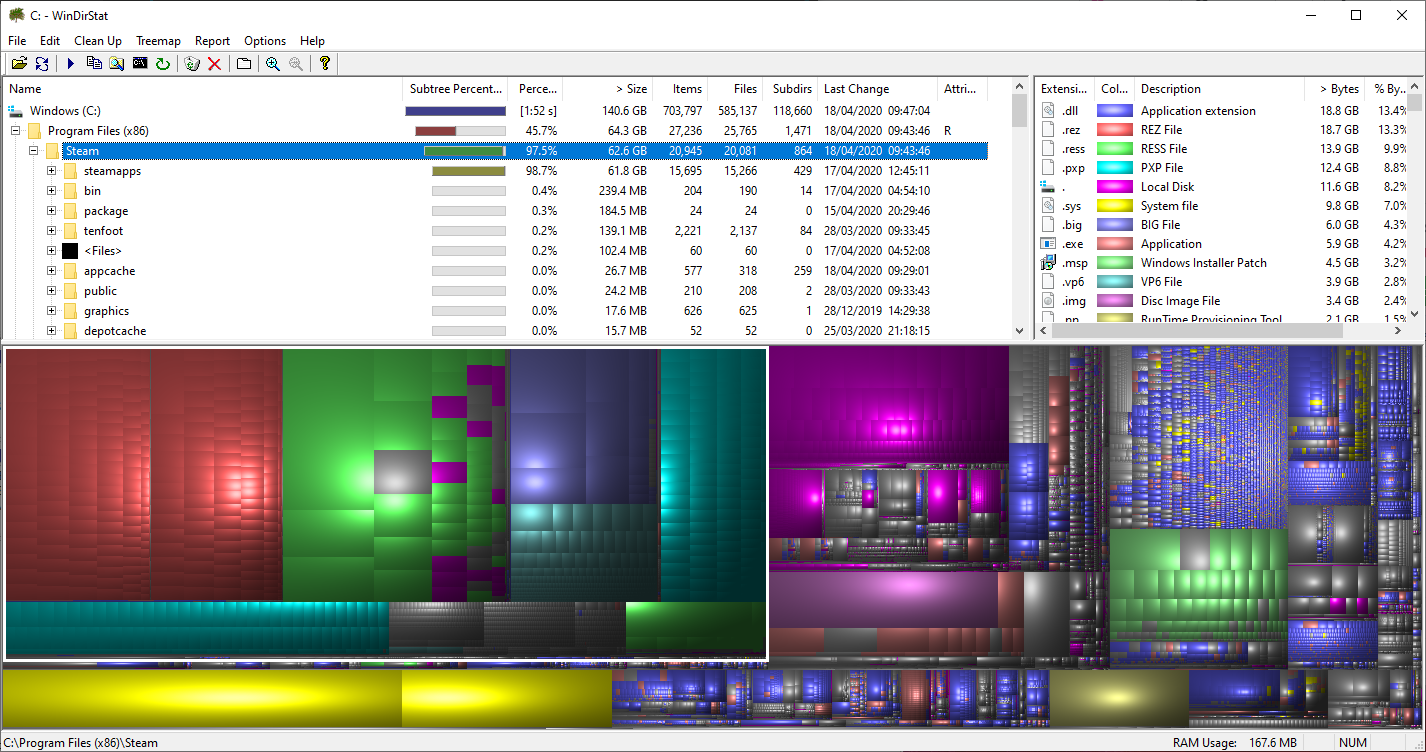 C: - WinDirStat
File Edit Clean Up Treemap Report Options Help
Name Subtree Percent... Perce... > Size Items Files Subdirs Last Change Attri...
Windows (C:) [1:52 s] 140.6 GB 703,797 585,137 118,660 18/04/2020 09:47:04
Program Files (x86) 45.7% 64.3 GB 27,236 25,765 1,471 18/04/2020 09:43:46 R
Steam 97.5% 62.6 GB 20,945 20,081 864 18/04/2020 09:43:46
steamapps 98.7% 61.8 GB 15,695 15,266 429 17/04/2020 12:45:11
bin 0.4% 239.4 MB 204 190 14 17/04/2020 04:54:10
package 0.3% 184.5 MB 24 24 0 15/04/2020 20:29:46
tenfoot 0.2% 139.1 MB 2,221 2,137 84 28/03/2020 09:33:45
<Files> 0.2% 102.4 MB 60 60 0 17/04/2020 04:52:08
appcache 0.0% 26.7 MB 577 318 259 18/04/2020 09:29:01
public 0.0% 24.2 MB 210 208 2 28/03/2020 09:33:43
graphics 0.0% 17.6 MB 626 625 1 28/12/2019 14:29:38
depotcache 0.0% 15.7 MB 52 52 0 25/03/2020 21:18:15
Extensi... Col... Description > Bytes % By...
.dll Application extension 18.8 GB 13.4%
.rez REZ File 18.7 GB 13.3%
.ress RESS File 13.9 GB 9.9%
.pxp PXP File 12.4 GB 8.8%
. Local Disk 11.6 GB 8.2%
.sys System file 9.8 GB 7.0%
.big BIG File 6.0 GB 4.3%
.exe Application 5.9 GB 4.2%
.msp Windows Installer Patch 4.5 GB 3.2%
.vp6 VP6 File 3.9 GB 2.8%
.img Disc Image File 3.4 GB 2.4%
RunTime Provisioning Tool 2.1 GB 1.5%
C:\Program Files (x86)\Steam RAM Usage: 167.6 MB NUM